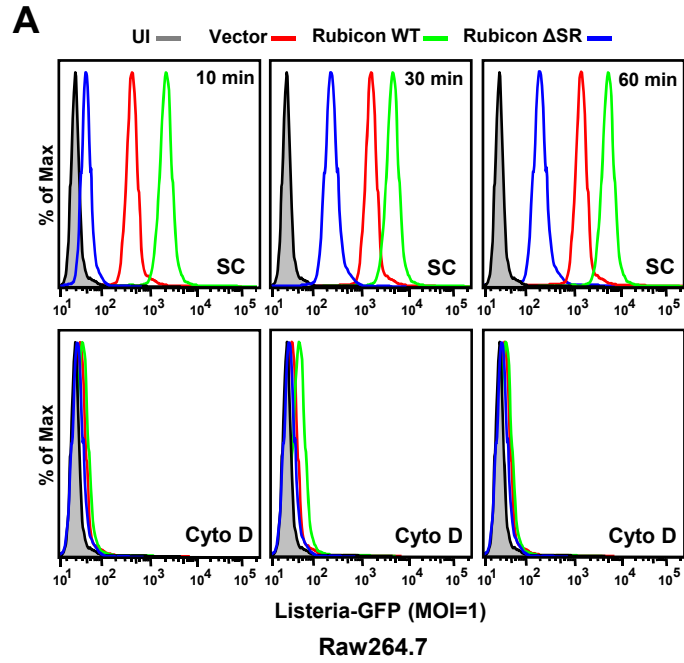 A
UI Vector Rubicon WT Rubicon ΔSR
% of Max
10 min
SC
30 min
SC
60 min
SC
10¹ 10² 10³ 10⁴ 10⁵
10¹ 10² 10³ 10⁴ 10⁵
10¹ 10² 10³ 10⁴ 10⁵
% of Max
Cyto D
Cyto D
Cyto D
10¹ 10² 10³ 10⁴ 10⁵
10¹ 10² 10³ 10⁴ 10⁵
10¹ 10² 10³ 10⁴ 10⁵
Listeria-GFP (MOI=1)
Raw264.7